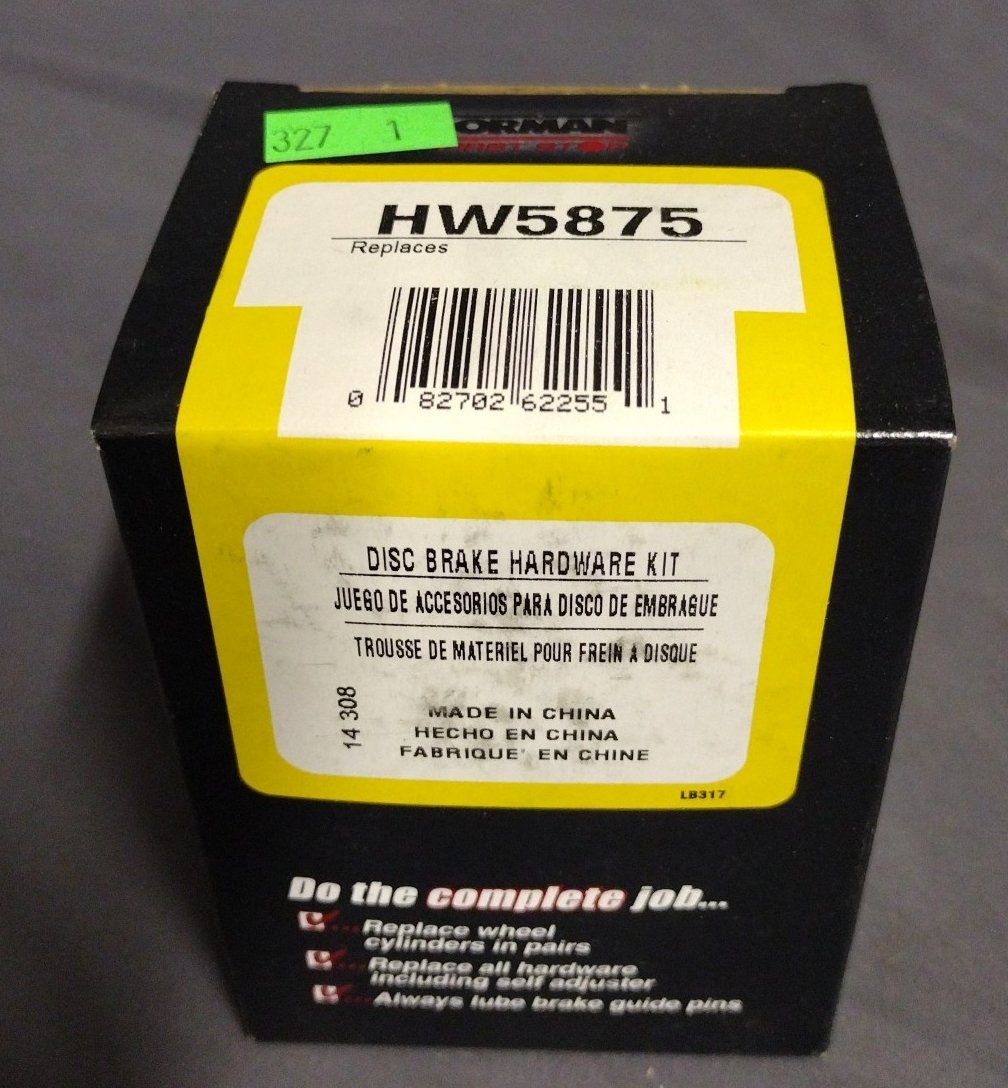 327 1
ORMAN
FIRST STOP
HW5875
Replaces
0 82702 62255 1
DISC BRAKE HARDWARE KIT
JUEGO DE ACCESORIOS PARA DISCO DE EMBRAGUE
TROUSSE DE MATERIEL POUR FREIN A DISQUE
14 308
MADE IN CHINA
HECHO EN CHINA
FABRIQUE' EN CHINE
LB317
Do the complete job...
...Replace wheel
cylinders in pairs
...Replace all hardware
including self adjuster
...Always lube brake guide pins